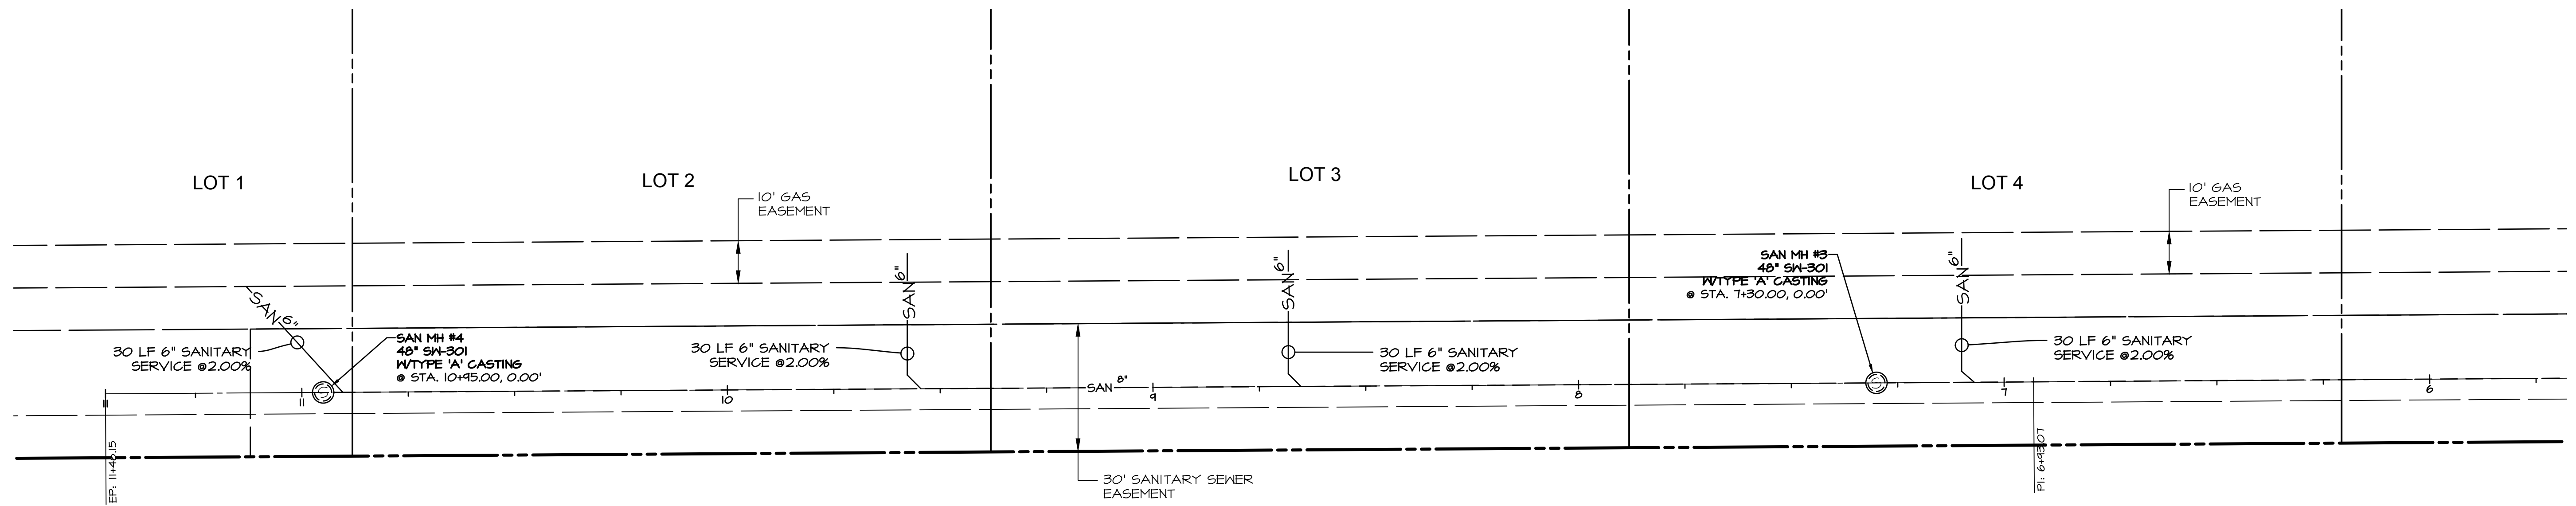 LOT 1
LOT 2
LOT 3
LOT 4
10' GAS
EASEMENT
10' GAS
EASEMENT
SAN 6"
SAN 6"
SAN 6"
SAN 6"
30 LF 6" SANITARY
SERVICE @2.00%
SAN MH #4
48" SW-301
W/TYPE 'A' CASTING
@ STA. 10+95.00, 0.00'
30 LF 6" SANITARY
SERVICE @2.00%
30 LF 6" SANITARY
SERVICE @2.00%
SAN MH #3
48" SW-301
W/TYPE 'A' CASTING
@ STA. 7+30.00, 0.00'
30 LF 6" SANITARY
SERVICE @2.00%
SAN 8"
11
11
10
9
8
7
6
EP: 11+46.15
PI: 6+93.07
30' SANITARY SEWER
EASEMENT